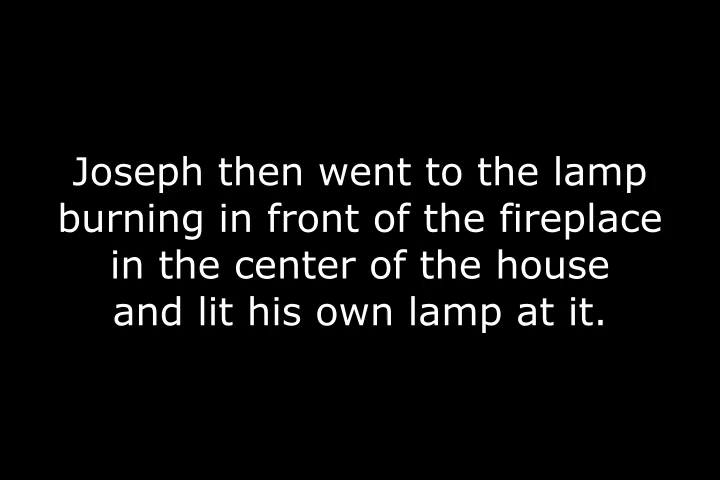 Joseph then went to the lamp
burning in front of the fireplace
in the center of the house
and lit his own lamp at it.